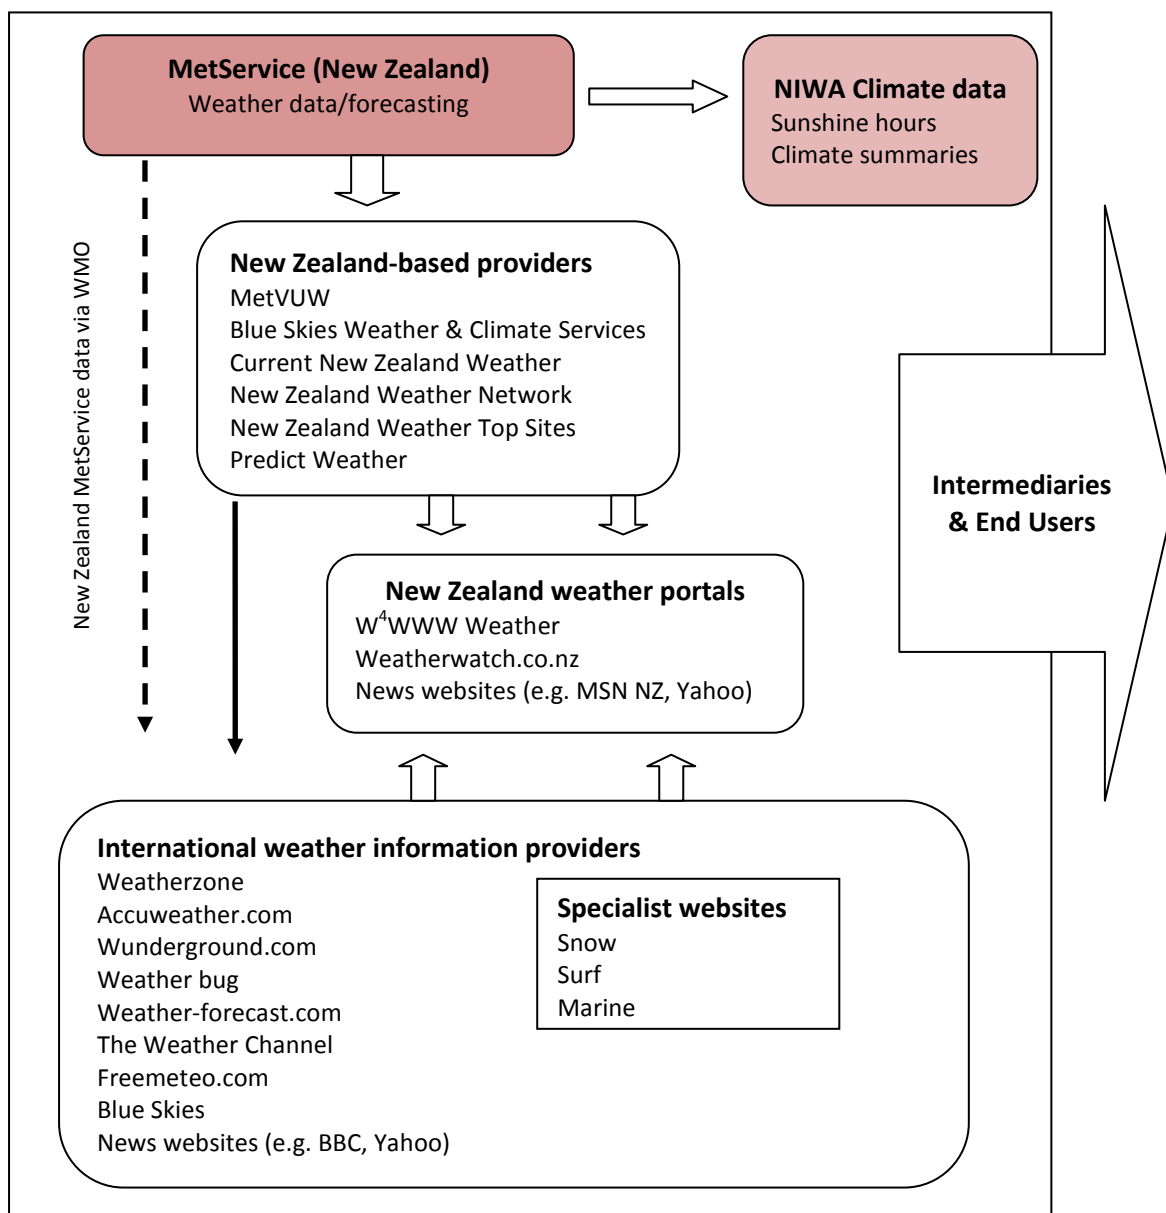 MetService (New Zealand)
Weather data/forecasting
NIWA Climate data
Sunshine hours
Climate summaries
New Zealand MetService data via WMO
New Zealand-based providers
MetVUW
Blue Skies Weather & Climate Services
Current New Zealand Weather
New Zealand Weather Network
New Zealand Weather Top Sites
Predict Weather
Intermediaries
& End Users
New Zealand weather portals
W⁴WWW Weather
Weatherwatch.co.nz
News websites (e.g. MSN NZ, Yahoo)
International weather information providers
Weatherzone
Accuweather.com
Wunderground.com
Weather bug
Weather-forecast.com
The Weather Channel
Freemeteo.com
Blue Skies
News websites (e.g. BBC, Yahoo)
Specialist websites
Snow
Surf
Marine